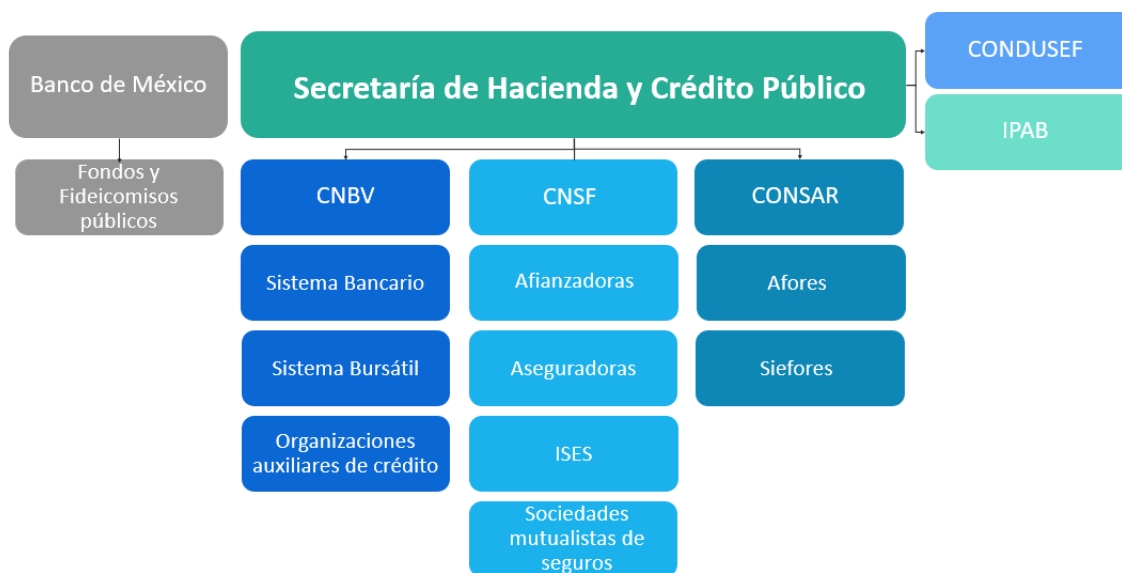 Banco de México
Secretaría de Hacienda y Crédito Público
CONDUSEF
IPAB
Fondos y
Fideicomisos
públicos
CNBV
CNSF
CONSAR
Sistema Bancario
Afianzadoras
Afores
Sistema Bursátil
Aseguradoras
Siefores
Organizaciones
auxiliares de crédito
ISES
Sociedades
mutualistas de
seguros